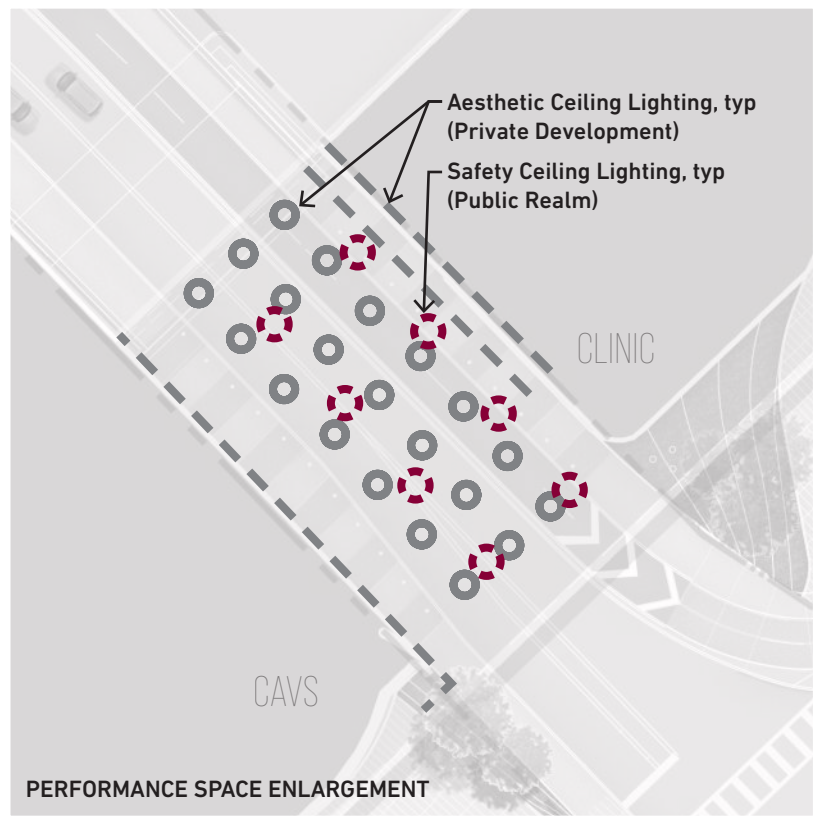 Aesthetic Ceiling Lighting, typ
(Private Development)
Safety Ceiling Lighting, typ
(Public Realm)
CLINIC
CAVS
PERFORMANCE SPACE ENLARGEMENT